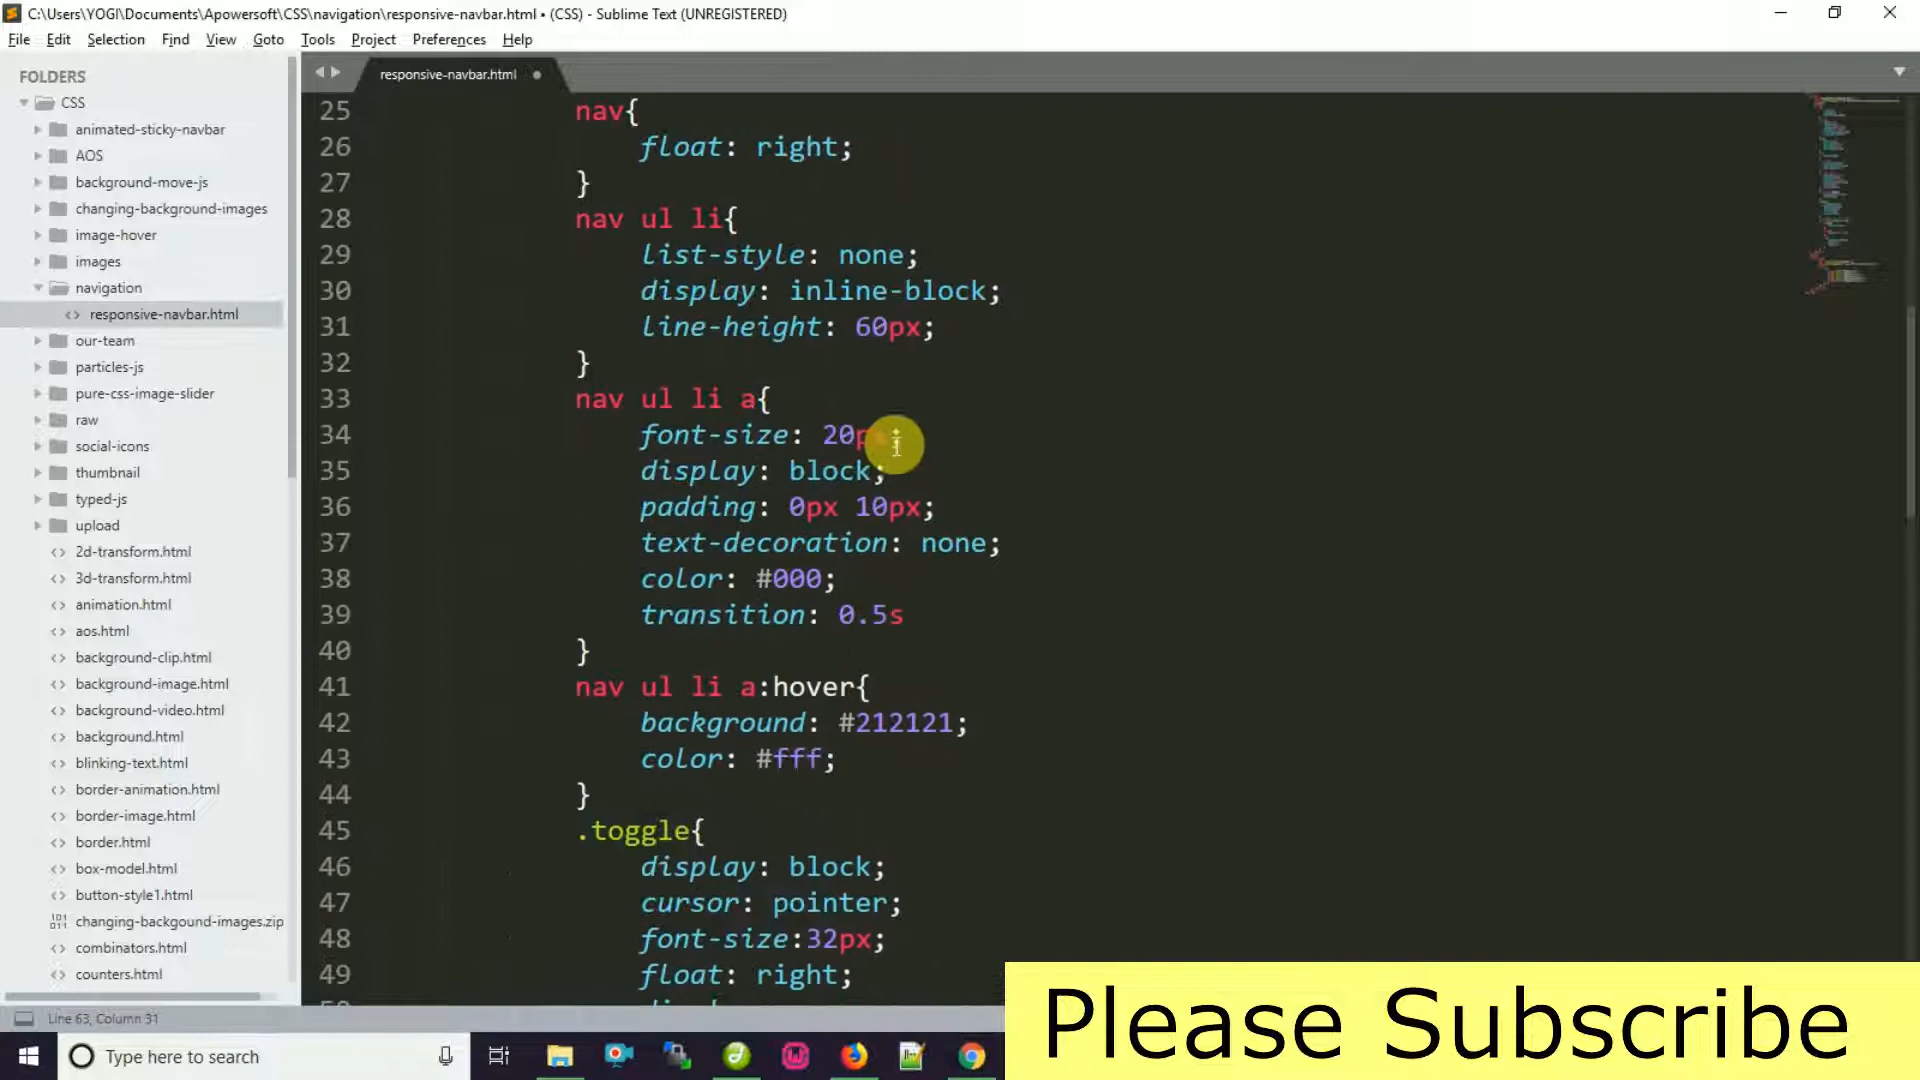 C:\Users\YOGI\Documents\Apowersoft\CSS\navigation\responsive-navbar.html • (CSS) - Sublime Text (UNREGISTERED)
File Edit Selection Find View Goto Tools Project Preferences Help
FOLDERS
CSS
animated-sticky-navbar
AOS
background-move-js
changing-background-images
image-hover
images
navigation
responsive-navbar.html
our-team
particles-js
pure-css-image-slider
raw
social-icons
thumbnail
typed-js
upload
2d-transform.html
3d-transform.html
animation.html
aos.html
background-clip.html
background-image.html
background-video.html
background.html
blinking-text.html
border-animation.html
border-image.html
border.html
box-model.html
button-style1.html
changing-backgound-images.zip
combinators.html
counters.html
responsive-navbar.html
25 nav{
26 float: right;
27 }
28 nav ul li{
29 list-style: none;
30 display: inline-block;
31 line-height: 60px;
32 }
33 nav ul li a{
34 font-size: 20px;
35 display: block;
36 padding: 0px 10px;
37 text-decoration: none;
38 color: #000;
39 transition: 0.5s
40 }
41 nav ul li a:hover{
42 background: #212121;
43 color: #fff;
44 }
45 .toggle{
46 display: block;
47 cursor: pointer;
48 font-size:32px;
49 float: right;
Line 63, Column 31
Type here to search
Please Subscribe